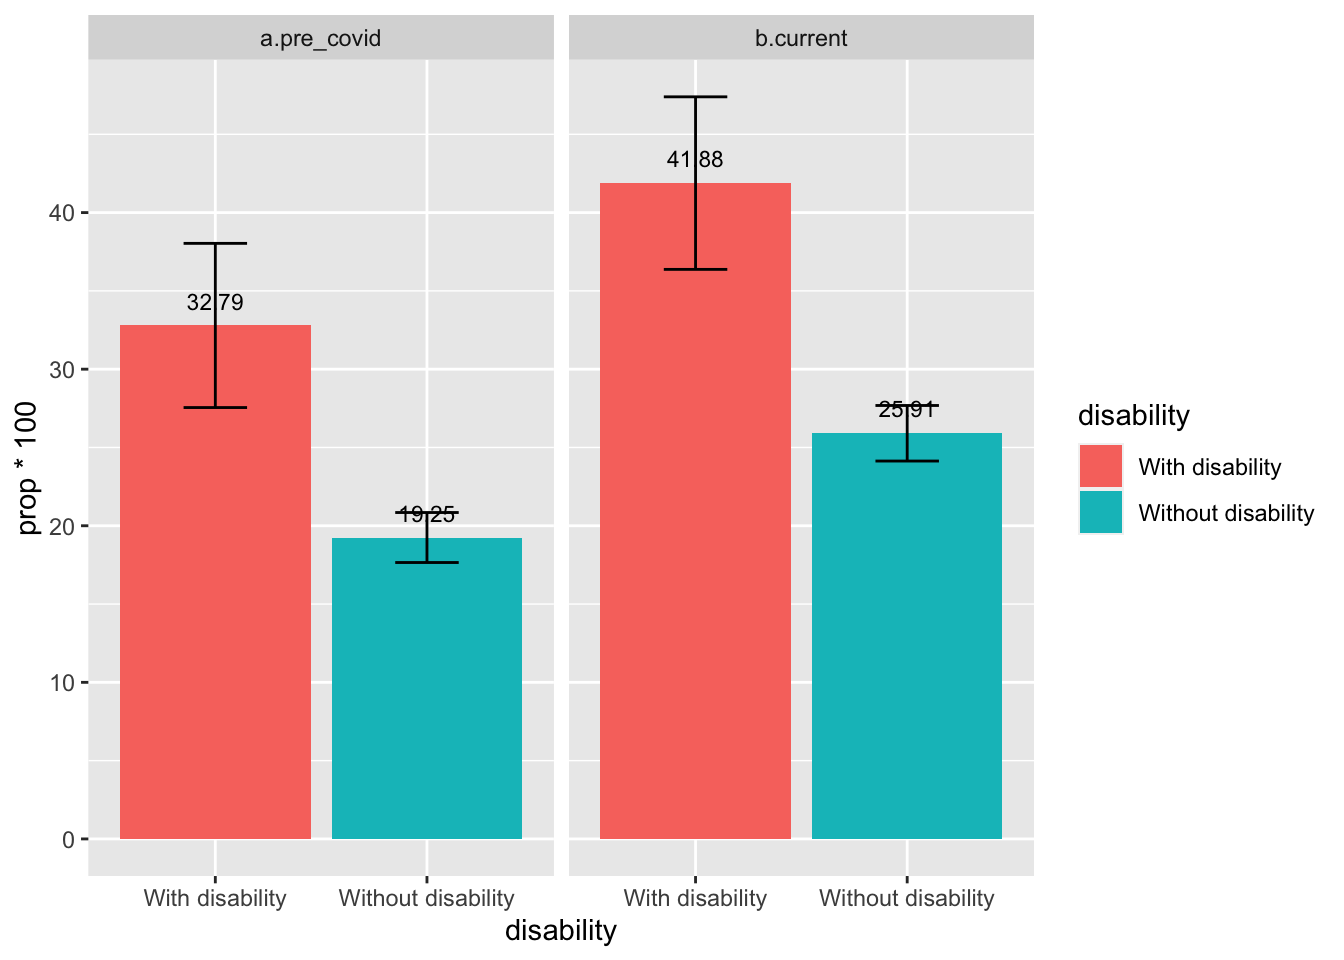 a.pre_covid
b.current
prop * 100
40
30
20
10
0
32.79
19.25
41.88
25.91
With disability
Without disability
With disability
Without disability
disability
disability
With disability
Without disability